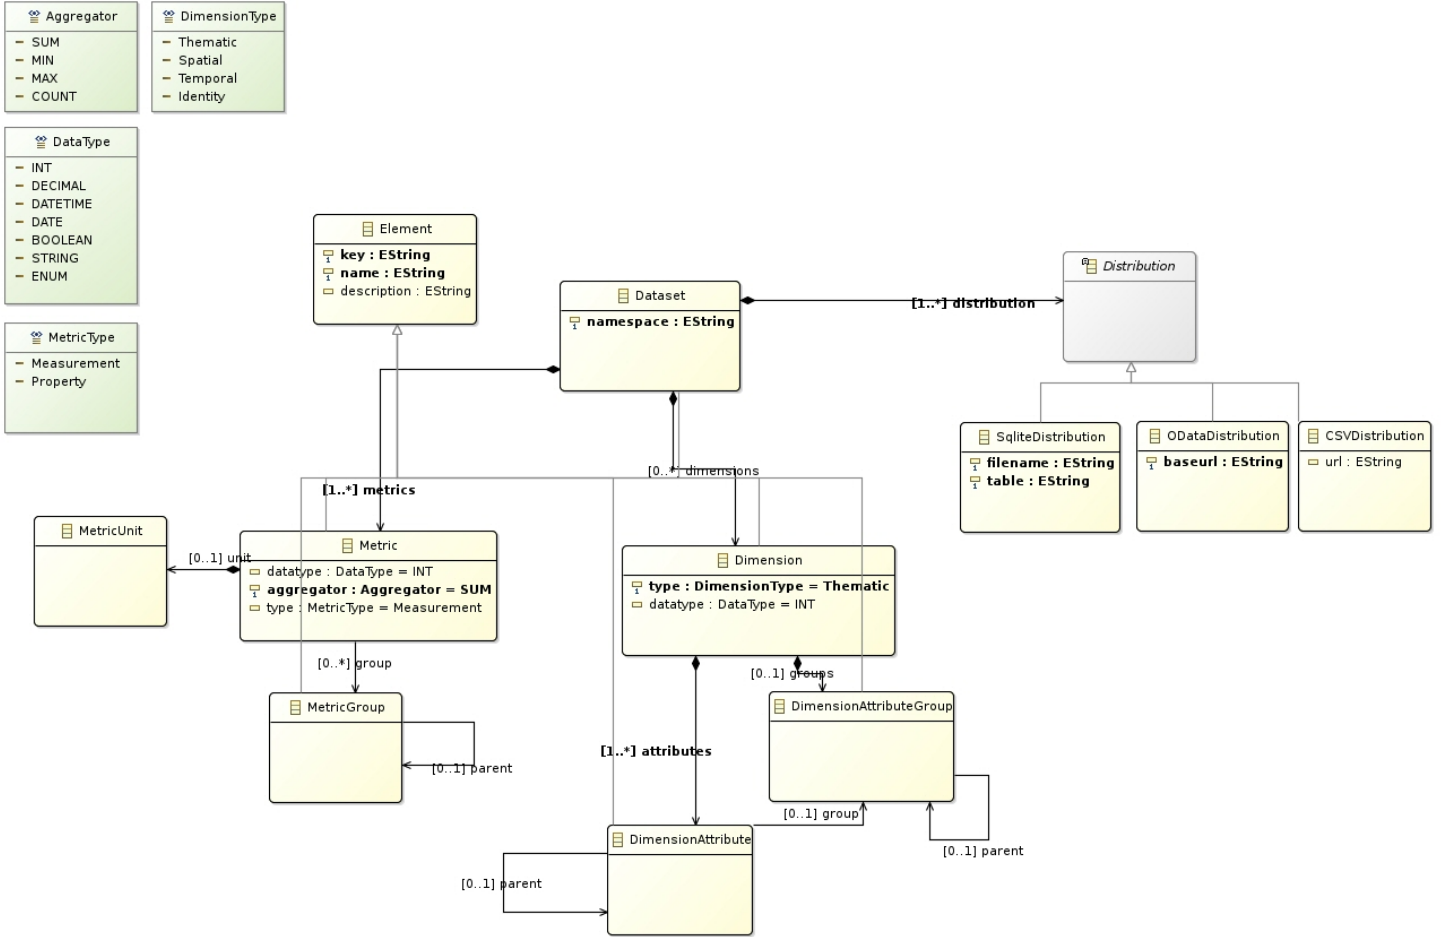 Aggregator
SUM
MIN
MAX
COUNT
DimensionType
Thematic
Spatial
Temporal
Identity
DataType
INT
DECIMAL
DATETIME
DATE
BOOLEAN
STRING
ENUM
MetricType
Measurement
Property
Element
key : EString
name : EString
description : EString
Dataset
namespace : EString
[1..*] distribution
Distribution
SqliteDistribution
filename : EString
table : EString
ODataDistribution
baseurl : EString
CSVDistribution
url : EString
[0..*] dimensions
[1..*] metrics
MetricUnit
[0..1] unit
Metric
datatype : DataType = INT
aggregator : Aggregator = SUM
type : MetricType = Measurement
Dimension
type : DimensionType = Thematic
datatype : DataType = INT
[0..*] group
[0..1] groups
MetricGroup
[0..1] parent
DimensionAttributeGroup
[1..*] attributes
[0..1] group
[0..1] parent
DimensionAttribute
[0..1] parent